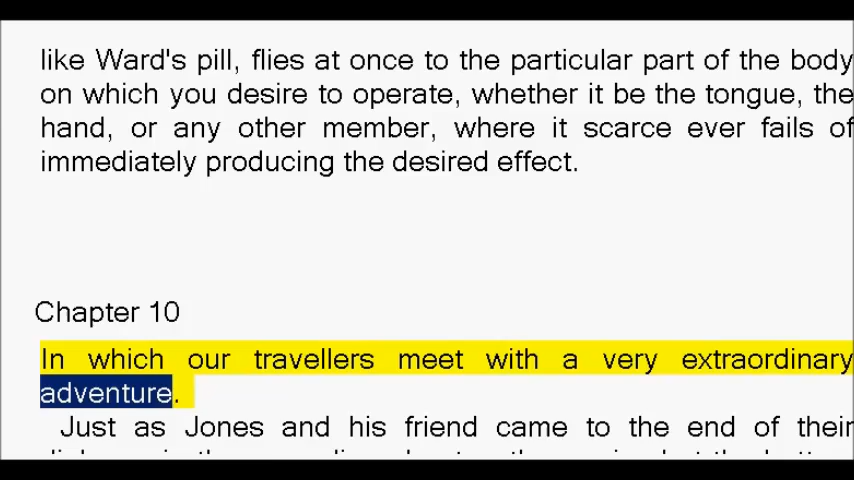 like Ward's pill, flies at once to the particular part of the body
on which you desire to operate, whether it be the tongue, the
hand, or any other member, where it scarce ever fails of
immediately producing the desired effect.
Chapter 10
In which our travellers meet with a very extraordinary
adventure.
Just as Jones and his friend came to the end of their